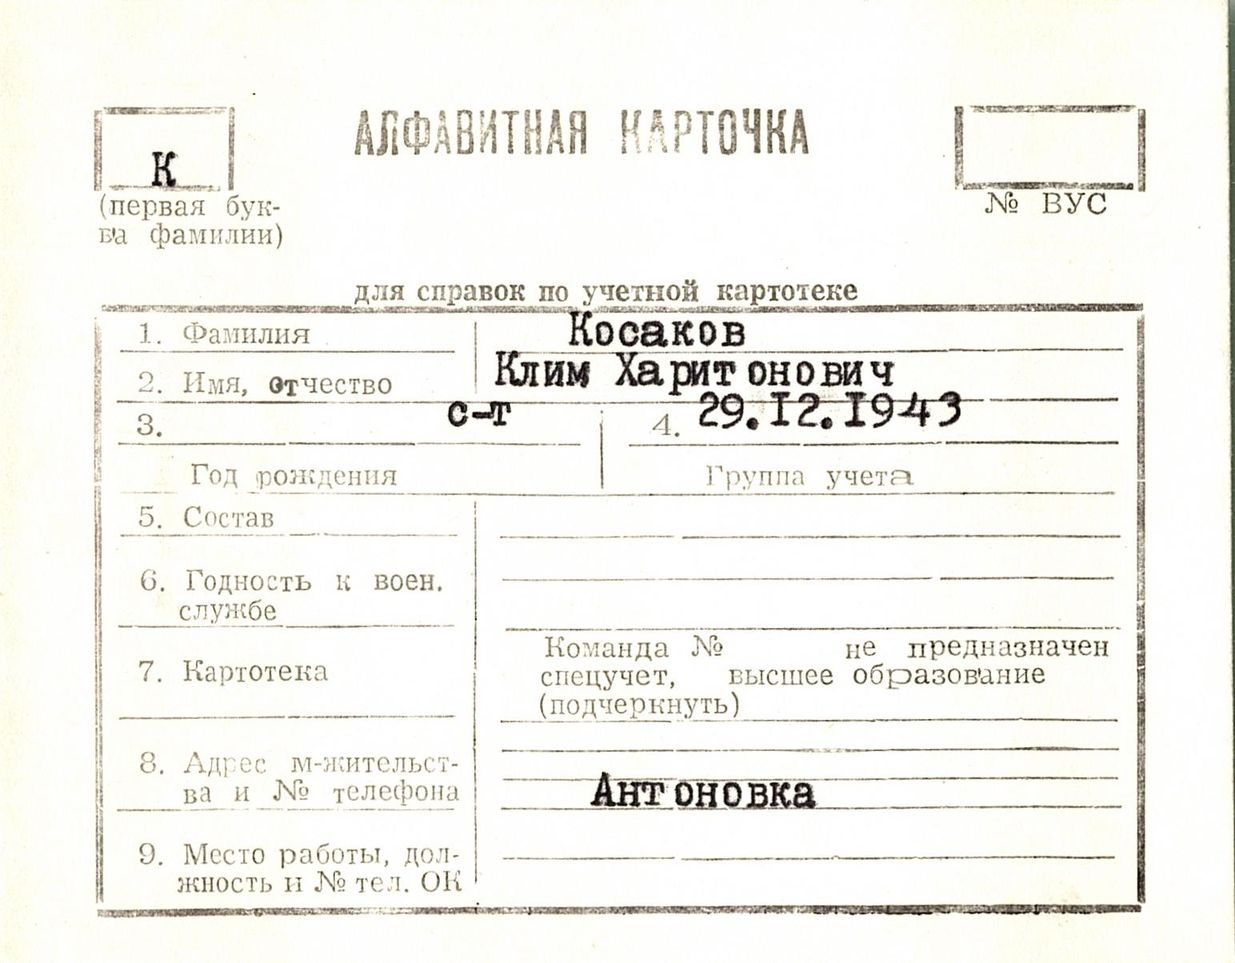 АЛФАВИТНАЯ КАРТОЧКА
К
(первая бук-
ва фамилии)
№ ВУС
для справок по учетной картотеке
1. Фамилия Косаков
2. Имя, отчество Клим Харитонович
3. с-т 4. 29.12.1943
Год рождения Группа учета
5. Состав
6. Годность к воен.
службе
7. Картотека
Команда № не предназначен
спецучет, высшее образование
(подчеркнуть)
8. Адрес м-жительст-
ва и № телефона Антоновка
9. Место работы, дол-
жность и № тел. ОК